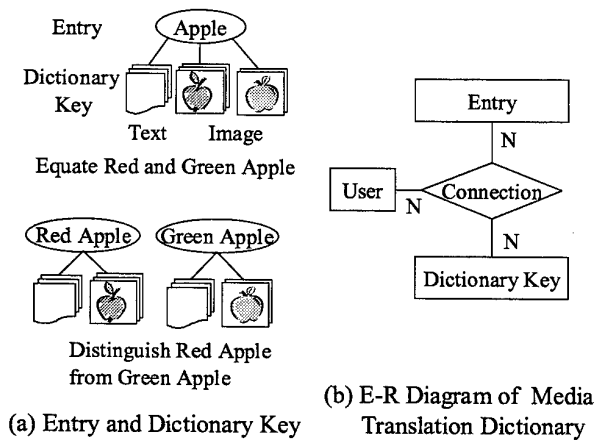 Entry
Apple
Dictionary
Key
Text
Image
Equate Red and Green Apple
Red Apple
Green Apple
Distinguish Red Apple
from Green Apple
(a) Entry and Dictionary Key
Entry
N
User
N
Connection
N
Dictionary Key
(b) E-R Diagram of Media
Translation Dictionary